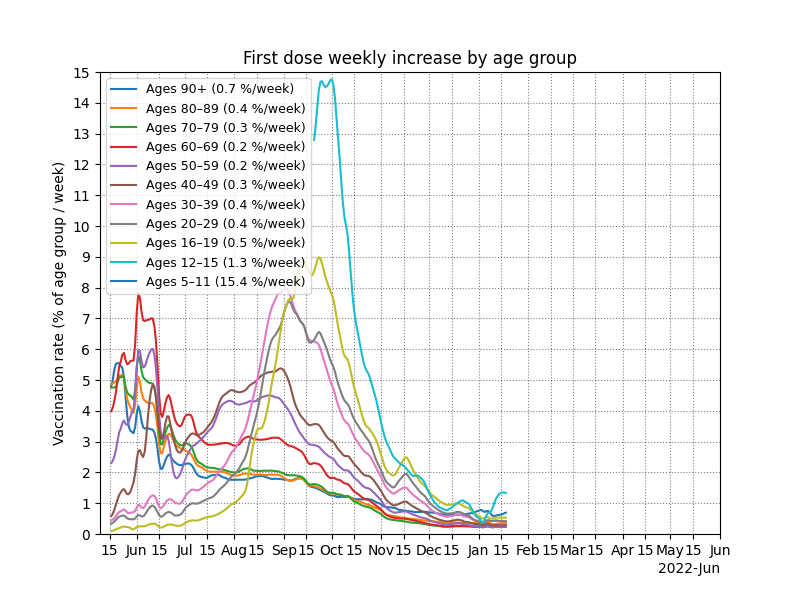 First dose weekly increase by age group
Vaccination rate (% of age group / week)
15
14
13
12
11
10
9
8
7
6
5
4
3
2
1
0
Ages 90+ (0.7 %/week)
Ages 80–89 (0.4 %/week)
Ages 70–79 (0.3 %/week)
Ages 60–69 (0.2 %/week)
Ages 50–59 (0.2 %/week)
Ages 40–49 (0.3 %/week)
Ages 30–39 (0.4 %/week)
Ages 20–29 (0.4 %/week)
Ages 16–19 (0.5 %/week)
Ages 12–15 (1.3 %/week)
Ages 5–11 (15.4 %/week)
15 Jun 15 Jul 15 Aug 15 Sep 15 Oct 15 Nov 15 Dec 15 Jan 15 Feb 15 Mar 15 Apr 15 May 15 Jun
2022-Jun